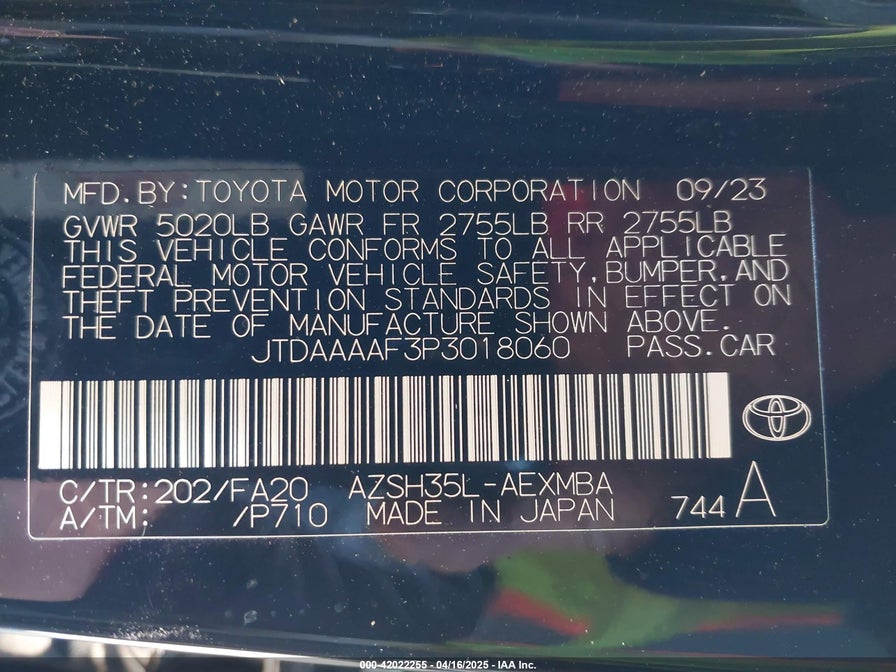 MFD.BY:TOYOTA MOTOR CORPORATION 09/23
GVWR 5020LB GAWR FR 2755LB RR 2755LB
THIS VEHICLE CONFORMS TO ALL APPLICABLE
FEDERAL MOTOR VEHICLE SAFETY,BUMPER,AND
THEFT PREVENTION STANDARDS IN EFFECT ON
THE DATE OF MANUFACTURE SHOWN ABOVE.
JTDAAAAF3P3018060 PASS.CAR
C/TR:202/FA20 AZSH35L-AEXMBA
A/TM: /P710 MADE IN JAPAN 744A
000-42022255 - 04/16/2025 - IAA Inc.